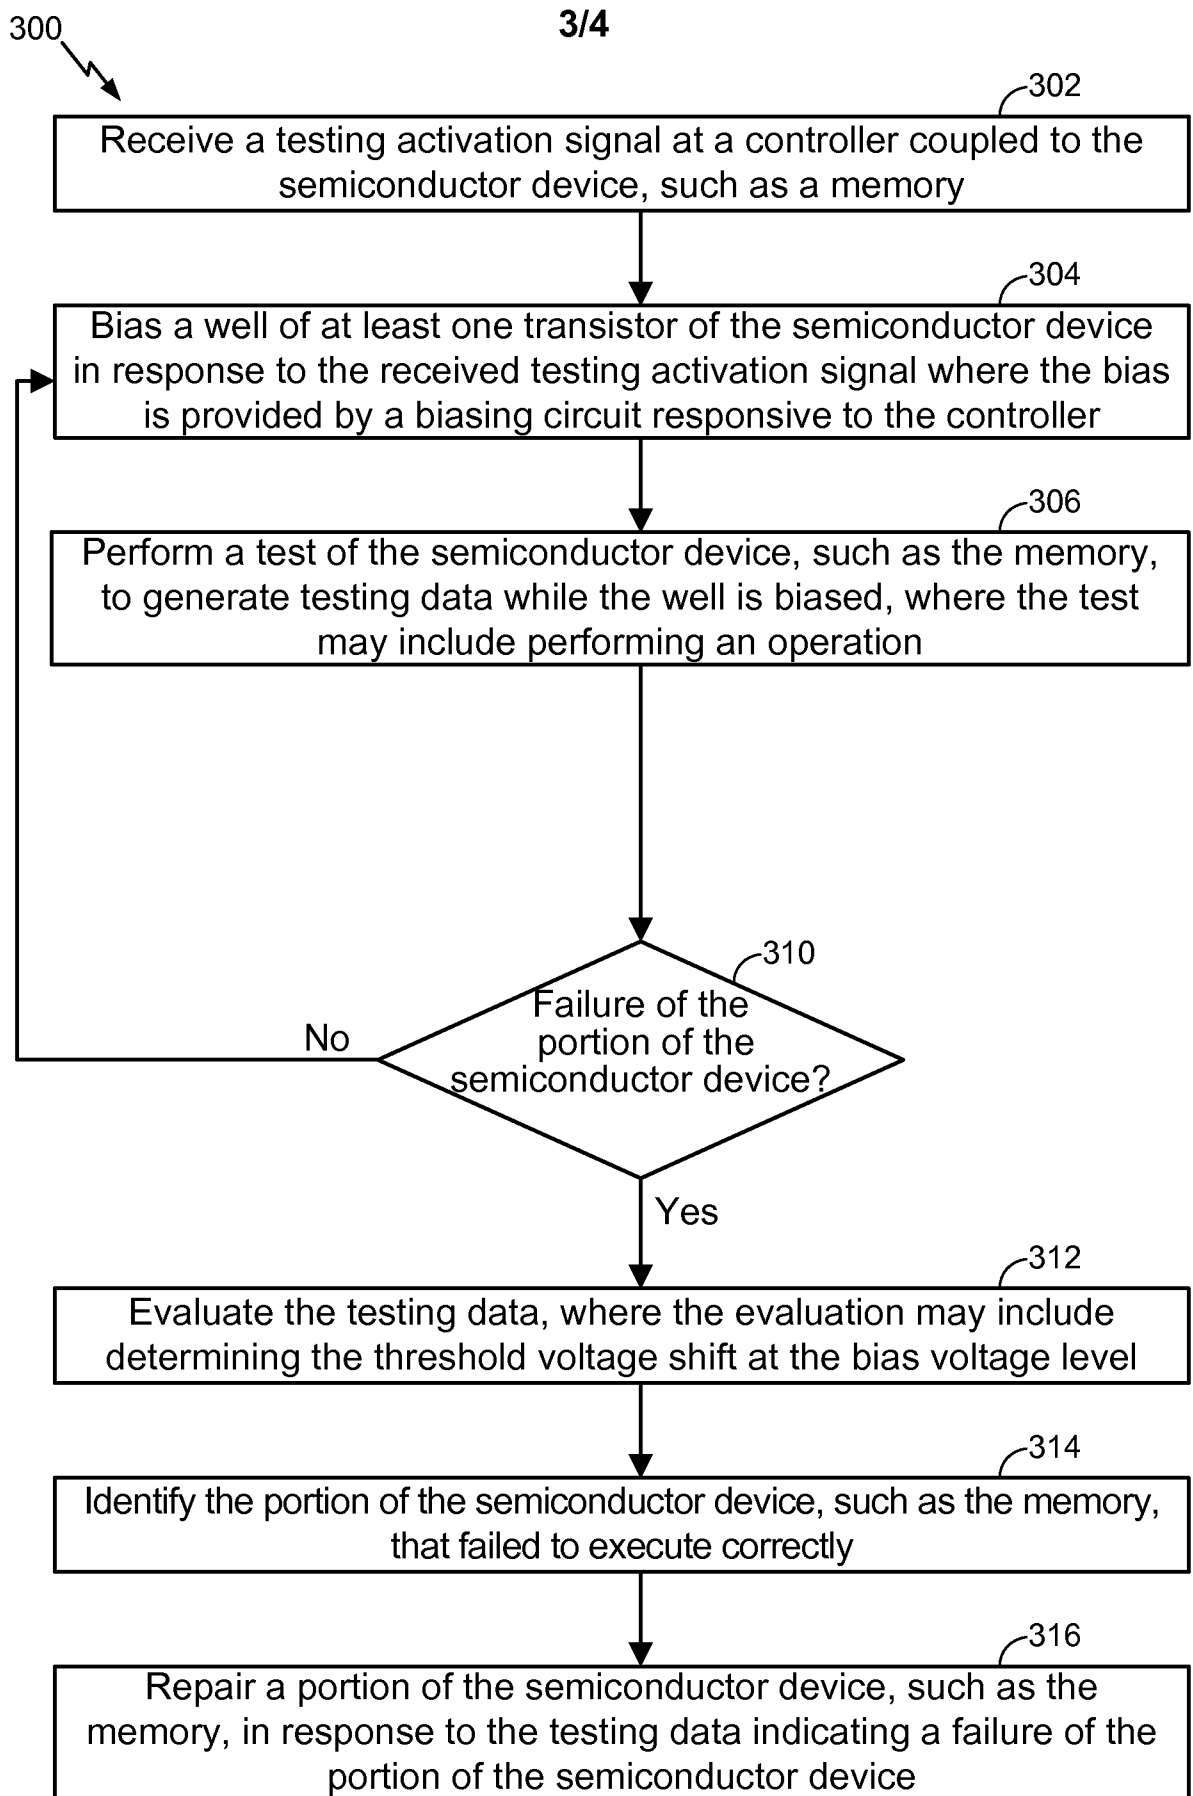 3/4
300
302
Receive a testing activation signal at a controller coupled to the
semiconductor device, such as a memory
304
Bias a well of at least one transistor of the semiconductor device
in response to the received testing activation signal where the bias
is provided by a biasing circuit responsive to the controller
306
Perform a test of the semiconductor device, such as the memory,
to generate testing data while the well is biased, where the test
may include performing an operation
310
Failure of the
portion of the
semiconductor device?
No
Yes
312
Evaluate the testing data, where the evaluation may include
determining the threshold voltage shift at the bias voltage level
314
Identify the portion of the semiconductor device, such as the memory,
that failed to execute correctly
316
Repair a portion of the semiconductor device, such as the
memory, in response to the testing data indicating a failure of the
portion of the semiconductor device